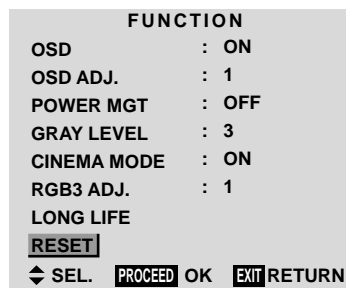 FUNCTION
OSD : ON
OSD ADJ. : 1
POWER MGT : OFF
GRAY LEVEL : 3
CINEMA MODE : ON
RGB3 ADJ. : 1
LONG LIFE
RESET
SEL. PROCEED OK EXIT RETURN